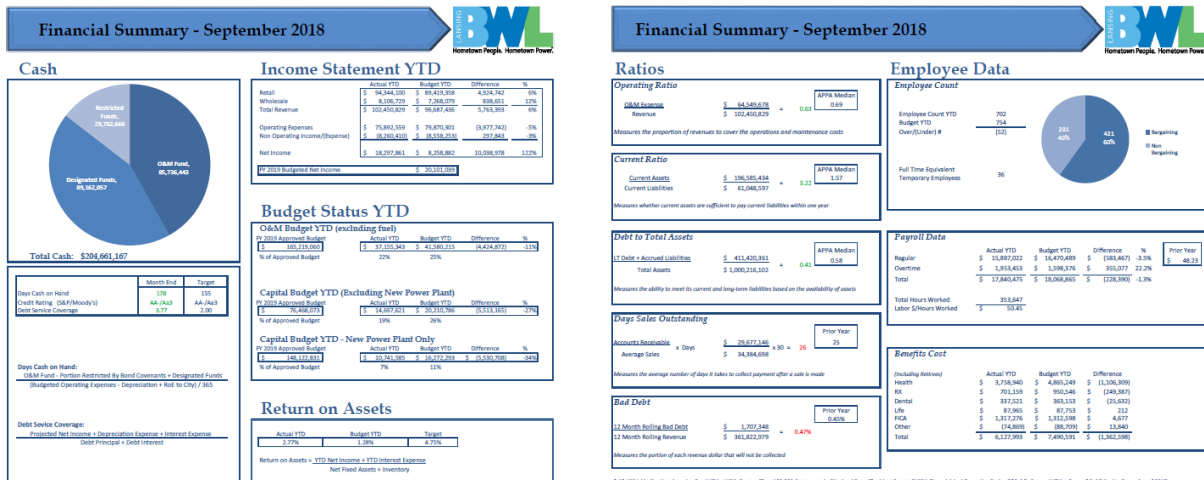 Financial Summary - September 2018
LANSING
BWL
Hometown People. Hometown Power.
Cash
Restricted Funds, 29,762,666
O&M Fund, 85,736,443
Designated Funds, 89,162,057
Total Cash: $204,661,167
Month End Target
Days Cash on Hand 178 155
Credit Rating (S&P/Moody's) AA-/Aa3 AA-/Aa3
Debt Service Coverage 3.77 2.00
Days Cash on Hand:
O&M Fund - Portion Restricted By Bond Covenants + Designated Funds
(Budgeted Operating Expenses - Depreciation + RoE to City) / 365
Debt Sevice Coverage:
Projected Net Income + Depreciation Expense + Interest Expense
Debt Principal + Debt Interest
Income Statement YTD
Actual YTD Budget YTD Difference %
Retail $ 94,344,100 $ 89,419,358 4,924,742 6%
Wholesale $ 8,106,729 $ 7,268,079 838,651 12%
Total Revenue $ 102,450,829 $ 96,687,436 5,763,393 6%
Operating Expenses $ 75,892,559 $ 79,870,301 (3,977,742) -5%
Non Operating Income/(Expense) $ (8,260,410) $ (8,558,253) 297,843 -3%
Net Income $ 18,297,861 $ 8,258,882 10,038,978 122%
FY 2019 Budgeted Net Income $ 20,101,039
Budget Status YTD
O&M Budget YTD (excluding fuel)
FY 2019 Approved Budget Actual YTD Budget YTD Difference %
$ 165,219,060 $ 37,155,343 $ 41,580,215 (4,424,872) -11%
% of Approved Budget 22% 25%
Capital Budget YTD (Excluding New Power Plant)
FY 2019 Approved Budget Actual YTD Budget YTD Difference %
$ 76,468,073 $ 14,697,621 $ 20,210,786 (5,513,165) -27%
% of Approved Budget 19% 26%
Capital Budget YTD - New Power Plant Only
FY 2019 Approved Budget Actual YTD Budget YTD Difference %
$ 148,122,831 $ 10,741,585 $ 16,272,293 $ (5,530,708) -34%
% of Approved Budget 7% 11%
Return on Assets
Actual YTD Budget YTD Target
2.77% 1.28% 4.75%
Return on Assets = YTD Net Income + YTD Interest Expense
Net Fixed Assets + Inventory
Financial Summary - September 2018
LANSING
BWL
Hometown People. Hometown Power.
Ratios
Operating Ratio
O&M Expense $ 64,549,678 = 0.63 APPA Median 0.69
Revenue $ 102,450,829
Measures the proportion of revenues to cover the operations and maintenance costs
Current Ratio
Current Assets $ 196,585,434 = 3.22 APPA Median 1.57
Current Liabilities $ 61,048,597
Measures whether current assets are sufficient to pay current liabilities within one year
Debt to Total Assets
LT Debt + Accrued Liabilities $ 411,420,361 = 0.41 APPA Median 0.58
Total Assets $ 1,000,216,102
Measures the ability to meet its current and long-term liabilities based on the availability of assets
Days Sales Outstanding
Accounts Receivable x Days $ 29,677,146 x 30 = 26 Prior Year 25
Average Sales $ 34,384,698
Measures the average number of days it takes to collect payment after a sale is made
Bad Debt
12 Month Rolling Bad Debt $ 1,707,348 = 0.47% Prior Year 0.45%
12 Month Rolling Revenue $ 361,822,979
Measures the portion of each revenue dollar that will not be collected
Employee Data
Employee Count
Employee Count YTD 702
Budget YTD 754
Over/(Under) # (52)
Full Time Equivalent
Temporary Employees 36
281 40%
421 60%
Bargaining
Non Bargaining
Payroll Data
Actual YTD Budget YTD Difference % Prior Year
Regular $ 15,887,022 $ 16,470,489 $ (583,467) -3.5% $ 48.23
Overtime $ 1,953,453 $ 1,598,376 $ 355,077 22.2%
Total $ 17,840,475 $ 18,068,865 $ (228,390) -1.3%
Total Hours Worked 353,647
Labor $/Hours Worked $ 50.45
Benefits Cost
(Including Retirees) Actual YTD Budget YTD Difference
Health $ 3,758,940 $ 4,865,249 $ (1,106,309)
RX $ 701,159 $ 950,546 $ (249,387)
Dental $ 337,521 $ 363,153 $ (25,632)
Life $ 87,965 $ 87,753 $ 212
FICA $ 1,317,276 $ 1,312,598 $ 4,677
Other $ (74,869) $ (88,709) $ 13,840
Total $ 6,127,993 $ 7,490,591 $ (1,362,598)